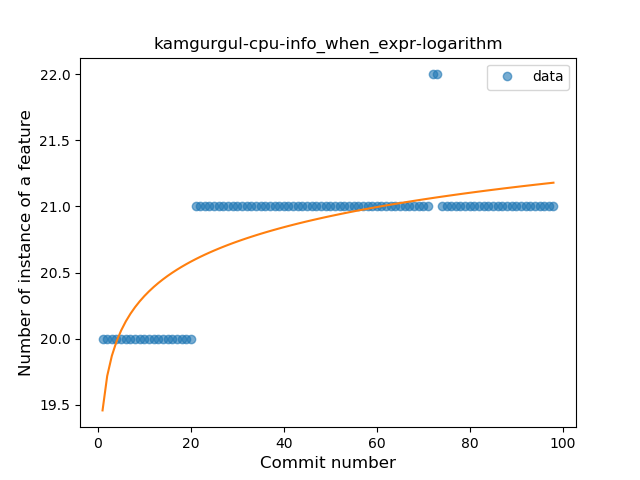 kamgurgul-cpu-info_when_expr-logarithm
data
Number of instance of a feature
22.0
21.5
21.0
20.5
20.0
19.5
0 20 40 60 80 100
Commit number